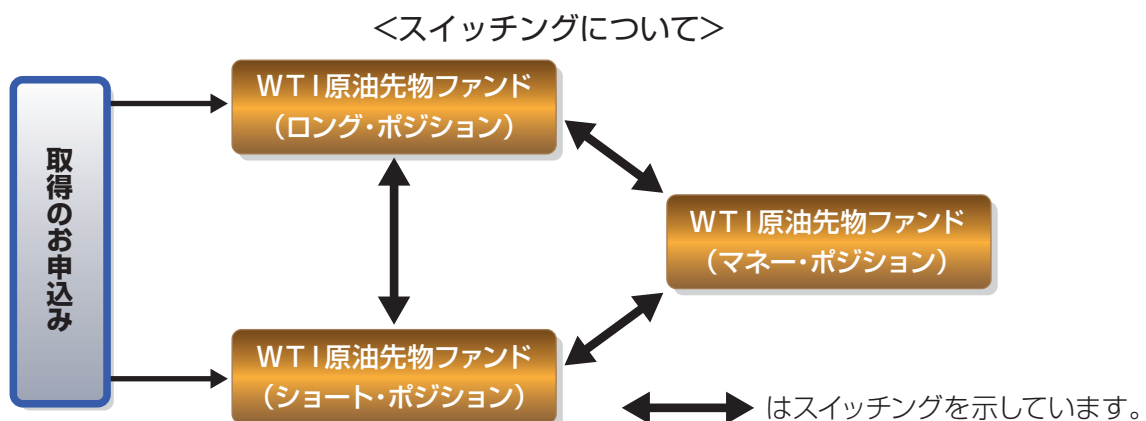 ＜スイッチングについて＞
取得のお申込み
ＷＴＩ原油先物ファンド
（ロング・ポジション）
ＷＴＩ原油先物ファンド
（マネー・ポジション）
ＷＴＩ原油先物ファンド
（ショート・ポジション）
はスイッチングを示しています。